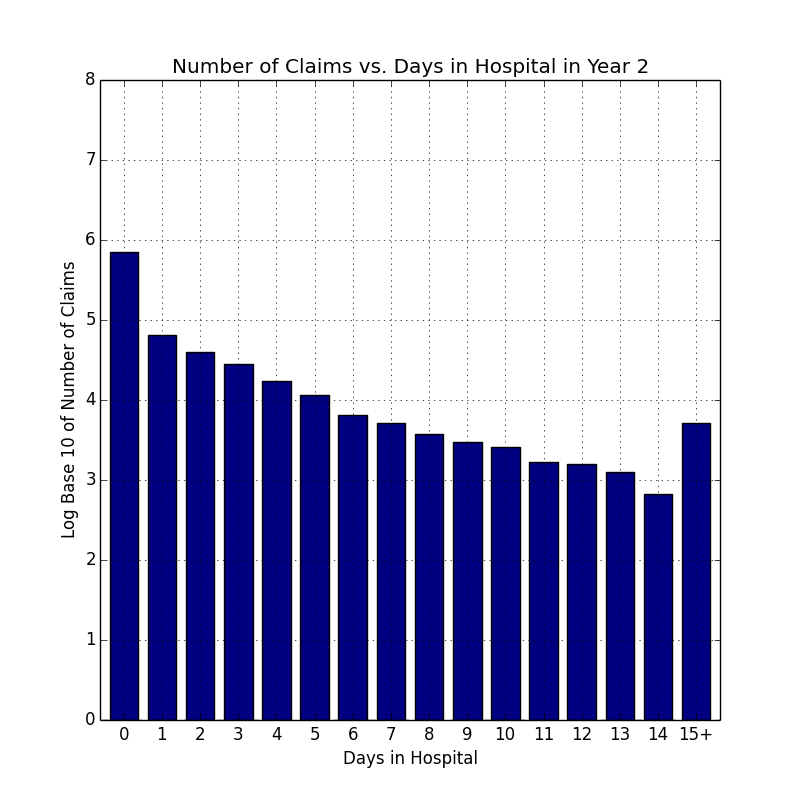 Number of Claims vs. Days in Hospital in Year 2
8
7
6
5
4
3
2
1
0
Log Base 10 of Number of Claims
0 1 2 3 4 5 6 7 8 9 10 11 12 13 14 15+
Days in Hospital